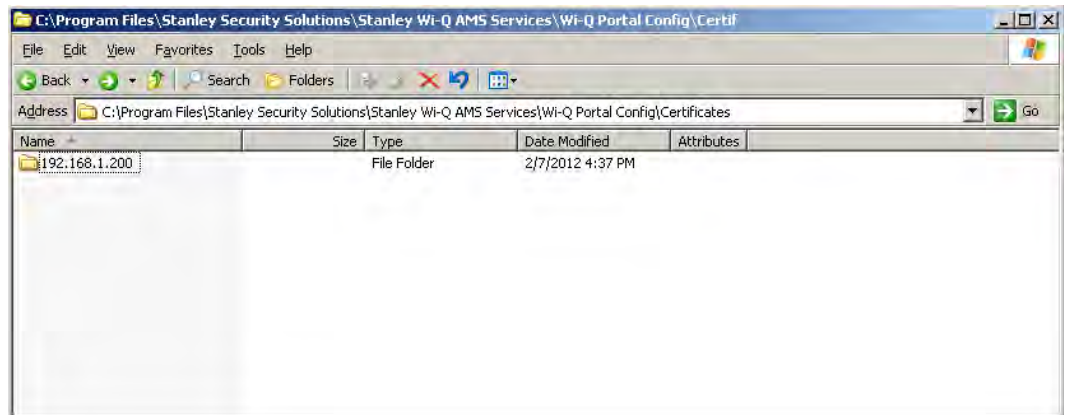 C:\Program Files\Stanley Security Solutions\Stanley Wi-Q AMS Services\Wi-Q Portal Config\Certif
File Edit View Favorites Tools Help
Back Search Folders
Address C:\Program Files\Stanley Security Solutions\Stanley Wi-Q AMS Services\Wi-Q Portal Config\Certificates Go
Name Size Type Date Modified Attributes
192.168.1.200 File Folder 2/7/2012 4:37 PM